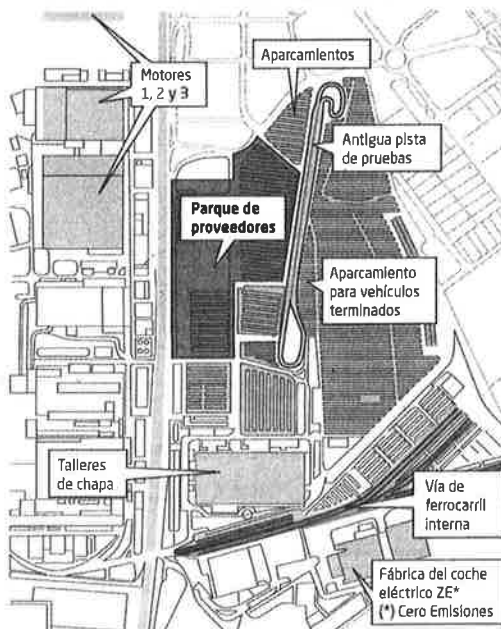 Motores
1, 2 y 3
Aparcamientos
Antigua pista
de pruebas
Parque de
proveedores
Aparcamiento
para vehículos
terminados
Talleres
de chapa
Vía de
ferrocarril
interna
Fábrica del coche
eléctrico ZE*
(*) Cero Emisiones